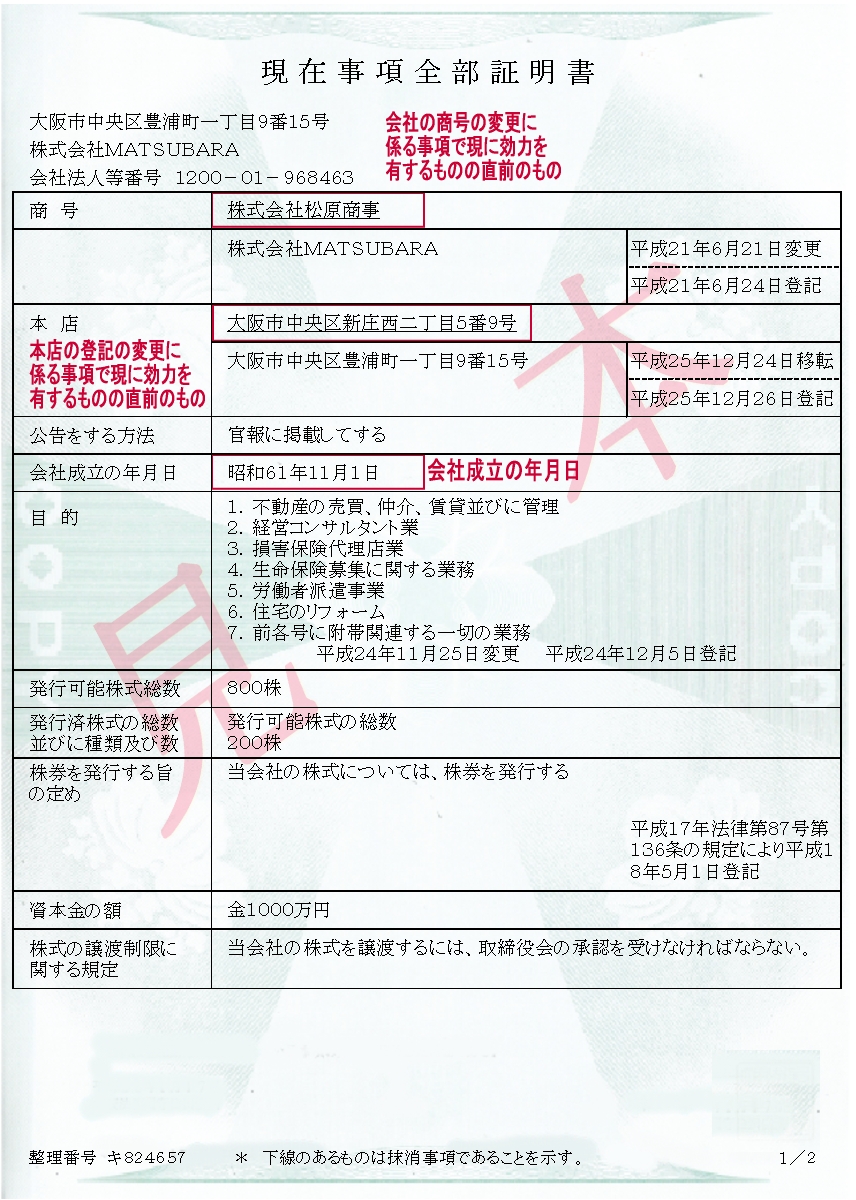 現在事項全部証明書
大阪市中央区豊浦町一丁目9番15号
株式会社MATSUBARA
会社法人等番号 1200-01-968463
会社の商号の変更に
係る事項で現に効力を
有するものの直前のもの
商 号
株式会社松原商事
株式会社MATSUBARA
平成21年6月21日変更
平成21年6月24日登記
本 店
大阪市中央区新庄西二丁目5番9号
本店の登記の変更に
係る事項で現に効力を
有するものの直前のもの
大阪市中央区豊浦町一丁目9番15号
平成25年12月24日移転
平成25年12月26日登記
公告をする方法
官報に掲載してする
会社成立の年月日
昭和61年11月1日
会社成立の年月日
目 的
1. 不動産の売買、仲介、賃貸並びに管理
2. 経営コンサルタント業
3. 損害保険代理店業
4. 生命保険募集に関する業務
5. 労働者派遣事業
6. 住宅のリフォーム
7. 前各号に附帯関連する一切の業務
平成24年11月25日変更 平成24年12月5日登記
発行可能株式総数
800株
発行済株式の総数
並びに種類及び数
発行可能株式の総数
200株
株券を発行する旨
の定め
当会社の株式については、株券を発行する
平成17年法律第87号第
136条の規定により平成1
8年5月1日登記
資本金の額
金1000万円
株式の譲渡制限に
関する規定
当会社の株式を譲渡するには、取締役会の承認を受けなければならない。
整理番号 キ824657 * 下線のあるものは抹消事項であることを示す。 1/2
見本
COPY
COPY